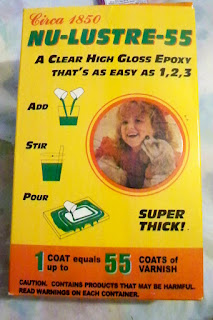 Circa 1850
NU-LUSTRE-55
A CLEAR HIGH GLOSS EPOXY
THAT'S AS EASY AS 1,2,3
ADD
STIR
POUR
SUPER
THICK!
1 COAT equals 55 COATS of
up to VARNISH
CAUTION. CONTAINS PRODUCTS THAT MAY BE HARMFUL.
READ WARNINGS ON EACH CONTAINER.